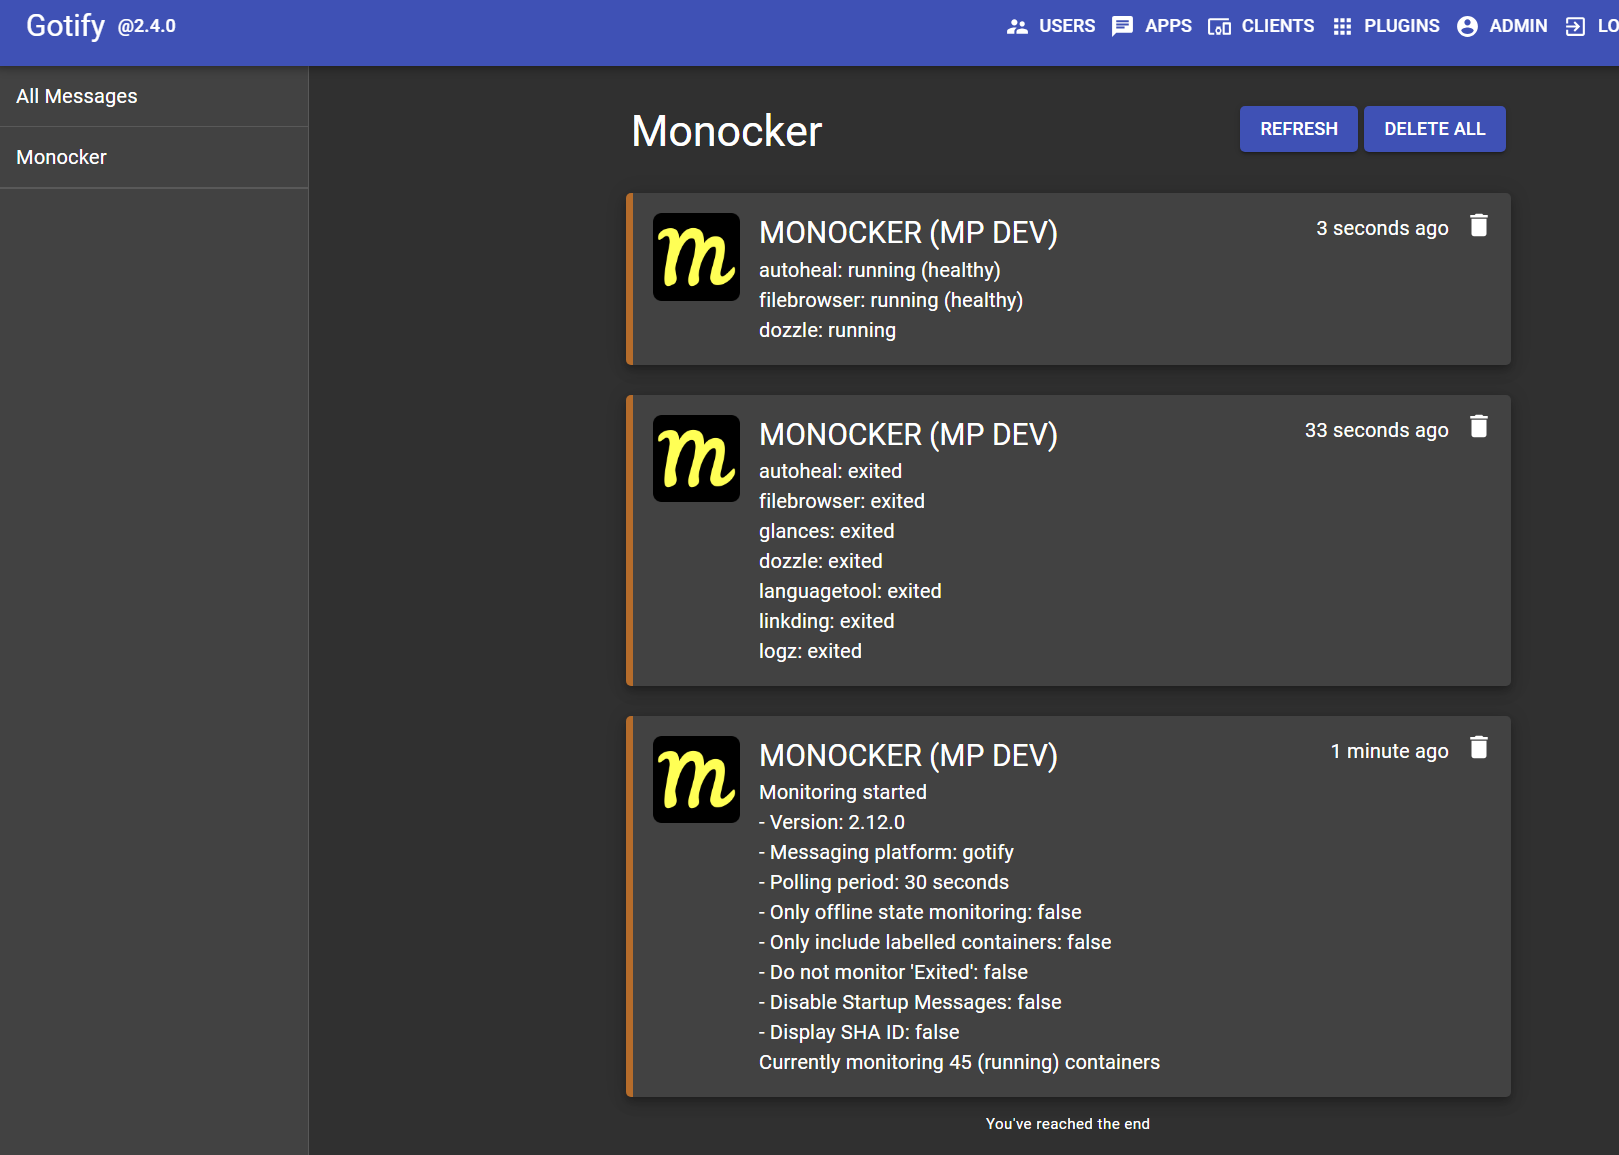 Gotify @2.4.0
USERS APPS CLIENTS PLUGINS ADMIN LO
All Messages
Monocker
Monocker
REFRESH DELETE ALL
m
MONOCKER (MP DEV)
3 seconds ago
autoheal: running (healthy)
filebrowser: running (healthy)
dozzle: running
m
MONOCKER (MP DEV)
33 seconds ago
autoheal: exited
filebrowser: exited
glances: exited
dozzle: exited
languagetool: exited
linkding: exited
logz: exited
m
MONOCKER (MP DEV)
1 minute ago
Monitoring started
- Version: 2.12.0
- Messaging platform: gotify
- Polling period: 30 seconds
- Only offline state monitoring: false
- Only include labelled containers: false
- Do not monitor 'Exited': false
- Disable Startup Messages: false
- Display SHA ID: false
Currently monitoring 45 (running) containers
You've reached the end